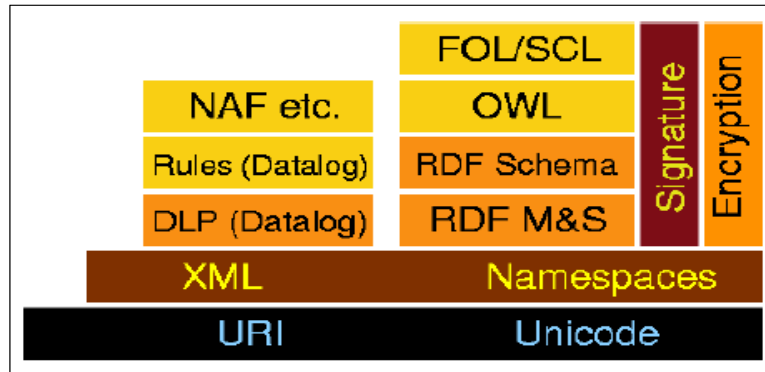 FOL/SCL
NAF etc.
OWL
Rules (Datalog)
RDF Schema
DLP (Datalog)
RDF M&S
Signature
Encryption
XML
Namespaces
URI
Unicode